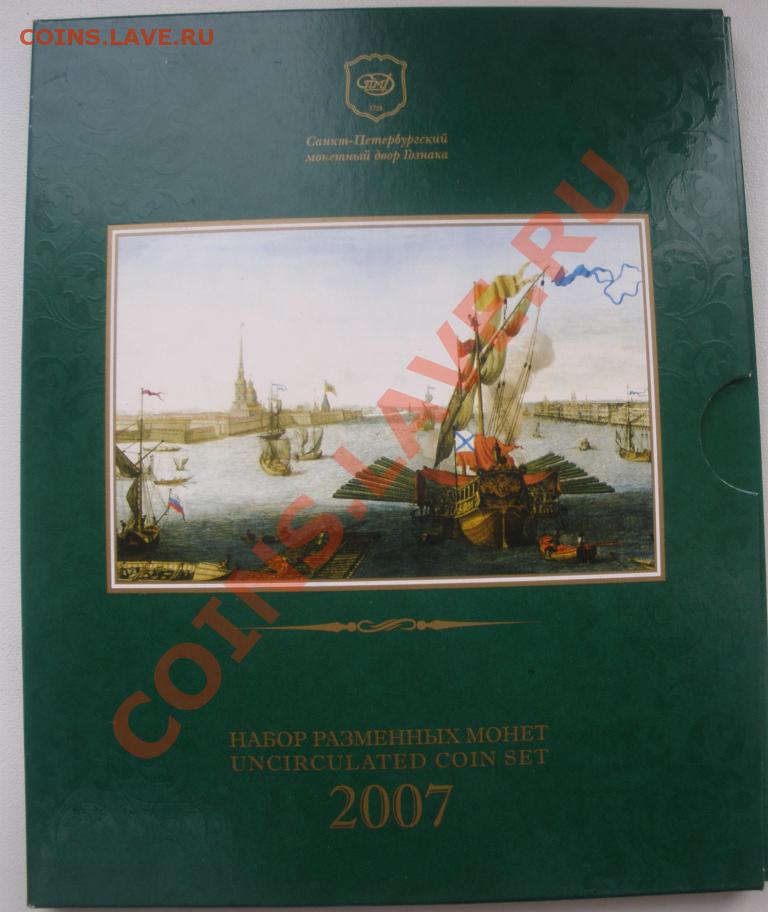 COINS.LAVE.RU
1724
Санкт-Петербургский
монетный двор Гознака
COINS.LAVE.RU
НАБОР РАЗМЕННЫХ МОНЕТ
UNCIRCULATED COIN SET
2007